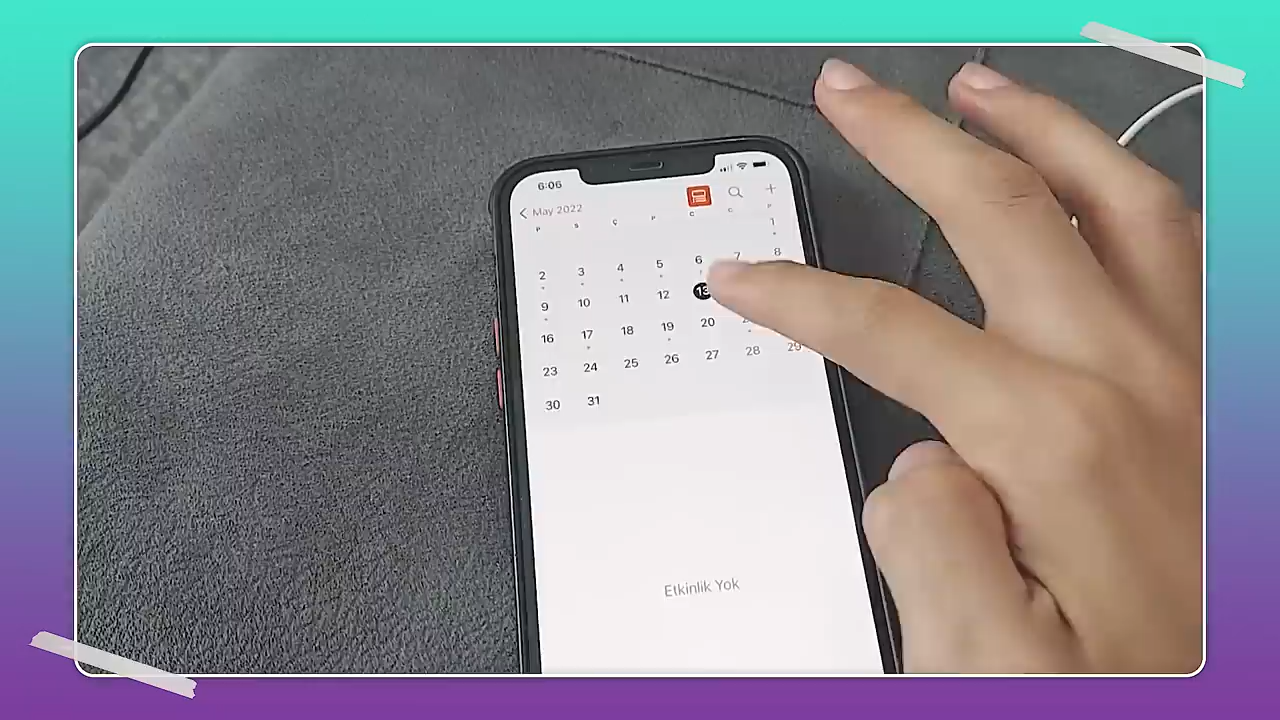 6:06
May 2022
P S Ç P C C P
1
2 3 4 5 6 7 8
9 10 11 12 13
16 17 18 19 20
23 24 25 26 27 28 29
30 31
Etkinlik Yok